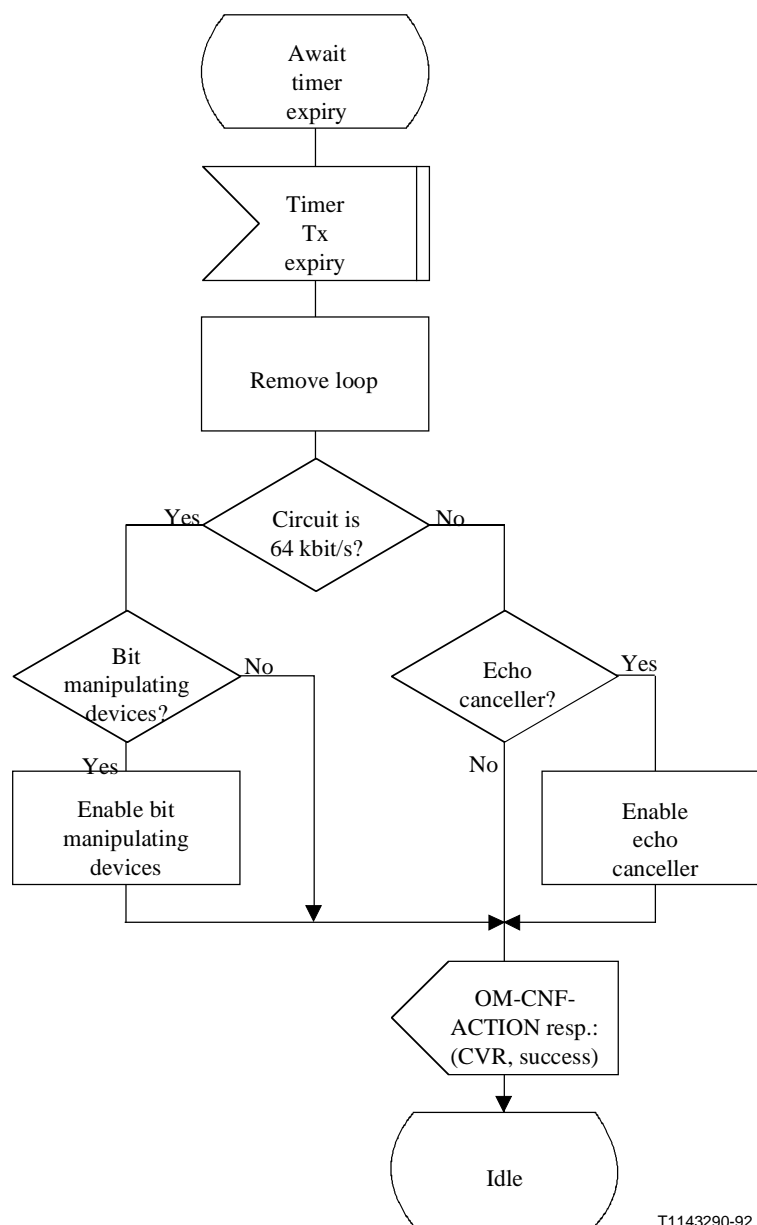 Await
timer
expiry
Timer
Tx
expiry
Remove loop
Yes
Circuit is
64 kbit/s?
No
Bit
manipulating
devices?
No
Echo
canceller?
Yes
Yes
No
Enable bit
manipulating
devices
Enable
echo
canceller
OM-CNF-
ACTION resp.:
(CVR, success)
Idle
T1143290-92